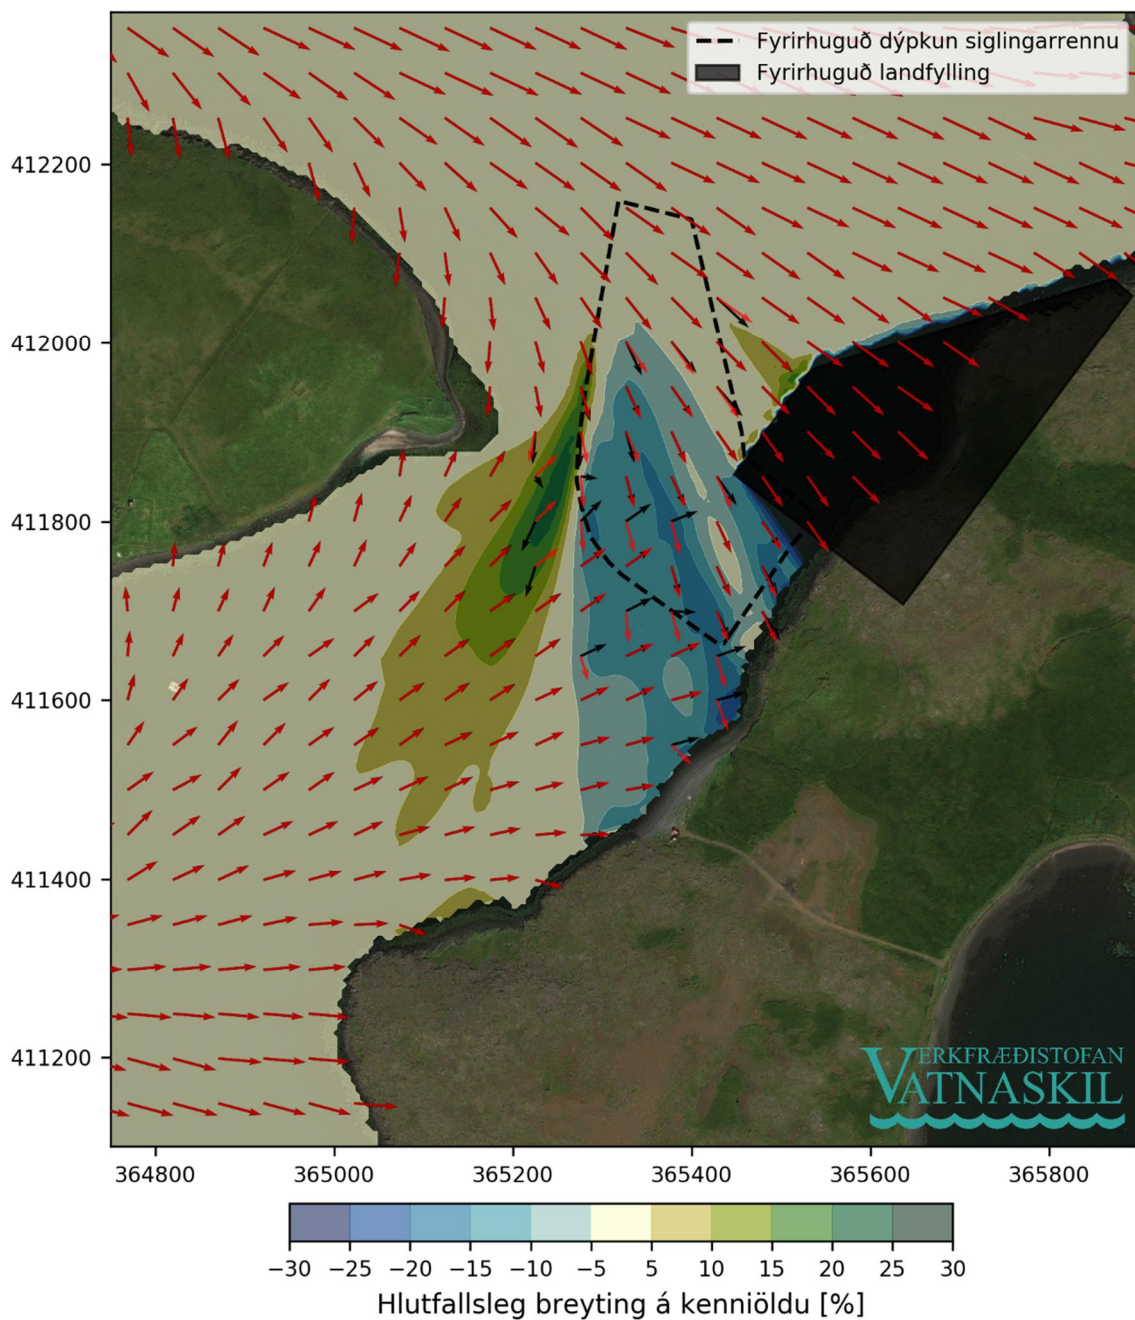 Fyrirhuguð dýpkun siglingarrennu
Fyrirhuguð landfylling
412200
412000
411800
411600
411400
411200
VERKFRÆÐISTOFAN
VATNASKIL
364800 365000 365200 365400 365600 365800
−30 −25 −20 −15 −10 −5 5 10 15 20 25 30
Hlutfallsleg breyting á kenniöldu [%]